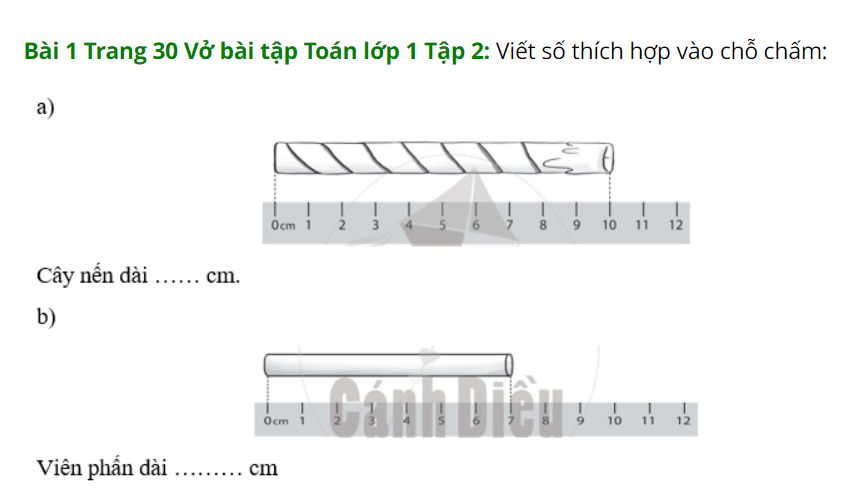 Bài 1 Trang 30 Vở bài tập Toán lớp 1 Tập 2: Viết số thích hợp vào chỗ chấm:
a)
0cm 1 2 3 4 5 6 7 8 9 10 11 12
Cây nến dài …… cm.
b)
Cánh Diều
0cm 1 2 3 4 5 6 7 8 9 10 11 12
Viên phấn dài ……… cm